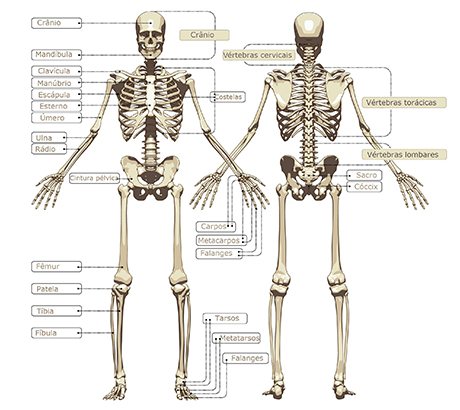 Crânio
Crânio
Mandíbula
Clavícula
Manúbrio
Escápula
Esterno
Úmero
Costelas
Ulna
Rádio
Cintura pélvica
Carpos
Metacarpos
Falanges
Fêmur
Patela
Tíbia
Fíbula
Tarsos
Metatarsos
Falanges
Vértebras cervicais
Vértebras torácicas
Vértebras lombares
Sacro
Cóccix